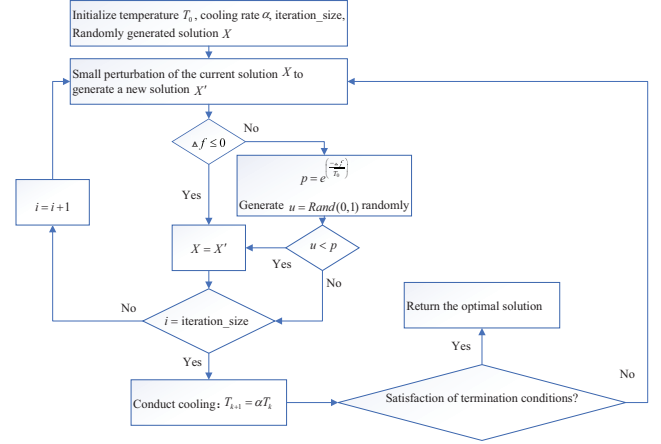 Initialize temperature T₀, cooling rate α, iteration_size,
Randomly generated solution X
Small perturbation of the current solution X to
generate a new solution X′
▵f ≤ 0
No
p = e^(−▵f/T₀)
Generate u = Rand(0,1) randomly
Yes
i = i+1
X = X′
u < p
Yes
No
No
i = iteration_size
Return the optimal solution
Yes
Yes
No
Conduct cooling: Tₖ₊₁ = αTₖ
Satisfaction of termination conditions?